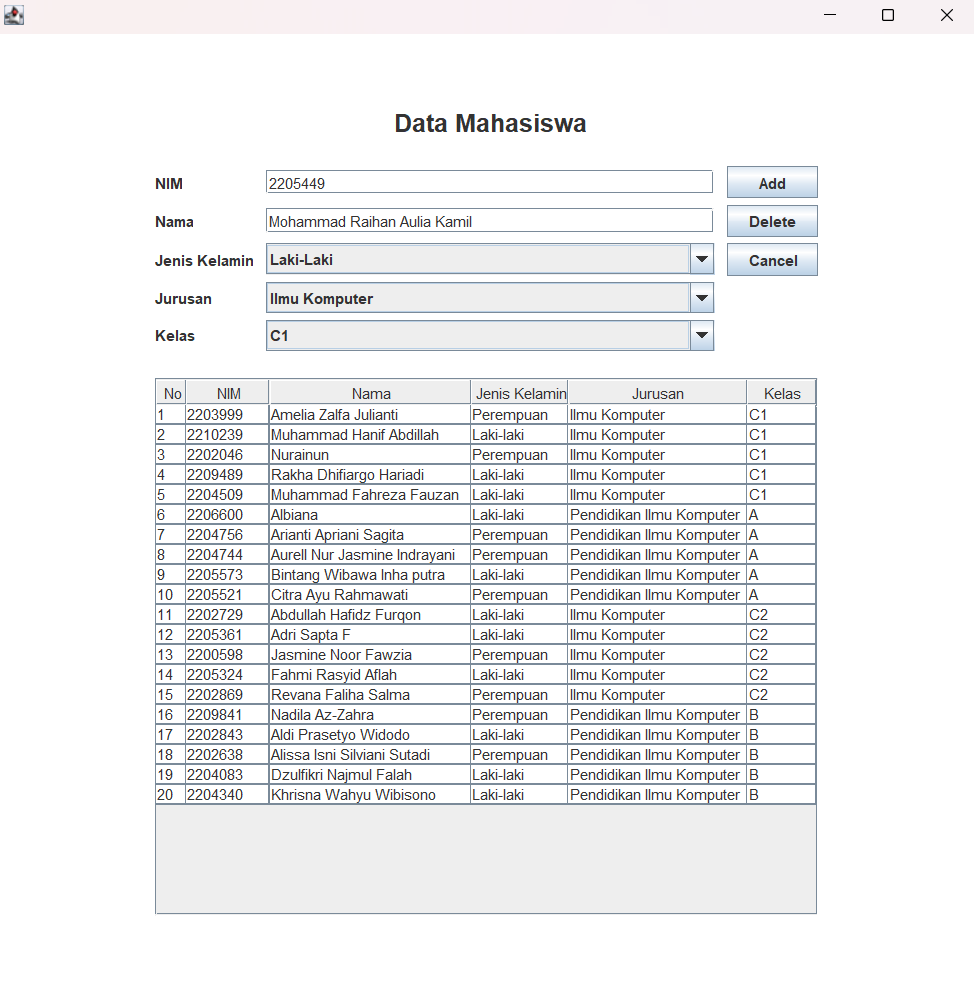 Data Mahasiswa
NIM 2205449 Add
Nama Mohammad Raihan Aulia Kamil Delete
Jenis Kelamin Laki-Laki Cancel
Jurusan Ilmu Komputer
Kelas C1
No NIM Nama Jenis Kelamin Jurusan Kelas
1 2203999 Amelia Zalfa Julianti Perempuan Ilmu Komputer C1
2 2210239 Muhammad Hanif Abdillah Laki-laki Ilmu Komputer C1
3 2202046 Nurainun Perempuan Ilmu Komputer C1
4 2209489 Rakha Dhifiargo Hariadi Laki-laki Ilmu Komputer C1
5 2204509 Muhammad Fahreza Fauzan Laki-laki Ilmu Komputer C1
6 2206600 Albiana Laki-laki Pendidikan Ilmu Komputer A
7 2204756 Arianti Apriani Sagita Perempuan Pendidikan Ilmu Komputer A
8 2204744 Aurell Nur Jasmine Indrayani Perempuan Pendidikan Ilmu Komputer A
9 2205573 Bintang Wibawa Inha putra Laki-laki Pendidikan Ilmu Komputer A
10 2205521 Citra Ayu Rahmawati Perempuan Pendidikan Ilmu Komputer A
11 2202729 Abdullah Hafidz Furqon Laki-laki Ilmu Komputer C2
12 2205361 Adri Sapta F Laki-laki Ilmu Komputer C2
13 2200598 Jasmine Noor Fawzia Perempuan Ilmu Komputer C2
14 2205324 Fahmi Rasyid Aflah Laki-laki Ilmu Komputer C2
15 2202869 Revana Faliha Salma Perempuan Ilmu Komputer C2
16 2209841 Nadila Az-Zahra Perempuan Pendidikan Ilmu Komputer B
17 2202843 Aldi Prasetyo Widodo Laki-laki Pendidikan Ilmu Komputer B
18 2202638 Alissa Isni Silviani Sutadi Perempuan Pendidikan Ilmu Komputer B
19 2204083 Dzulfikri Najmul Falah Laki-laki Pendidikan Ilmu Komputer B
20 2204340 Khrisna Wahyu Wibisono Laki-laki Pendidikan Ilmu Komputer B